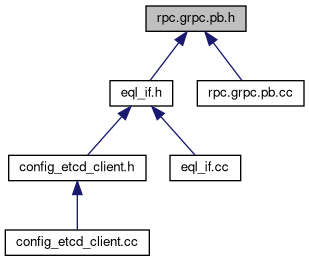 rpc.grpc.pb.h
eql_if.h
rpc.grpc.pb.cc
config_etcd_client.h
eql_if.cc
config_etcd_client.cc